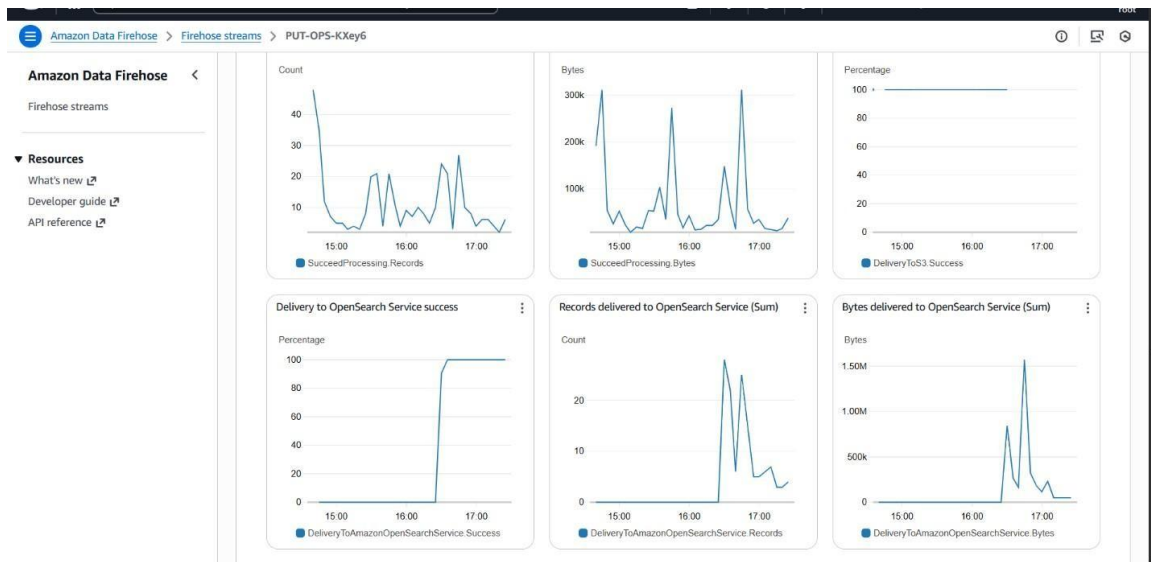 root
Amazon Data Firehose > Firehose streams > PUT-OPS-KXey6
Amazon Data Firehose
Firehose streams
Resources
What's new
Developer guide
API reference
Count
40
30
20
10
15:00 16:00 17:00
SucceedProcessing.Records
Bytes
300k
200k
100k
15:00 16:00 17:00
SucceedProcessing.Bytes
Percentage
100
80
60
40
20
0
15:00 16:00 17:00
DeliveryToS3.Success
Delivery to OpenSearch Service success
Percentage
100
80
60
40
20
0
15:00 16:00 17:00
DeliveryToAmazonOpenSearchService.Success
Records delivered to OpenSearch Service (Sum)
Count
20
10
0
15:00 16:00 17:00
DeliveryToAmazonOpenSearchService.Records
Bytes delivered to OpenSearch Service (Sum)
Bytes
1.50M
1.00M
500k
0
15:00 16:00 17:00
DeliveryToAmazonOpenSearchService.Bytes